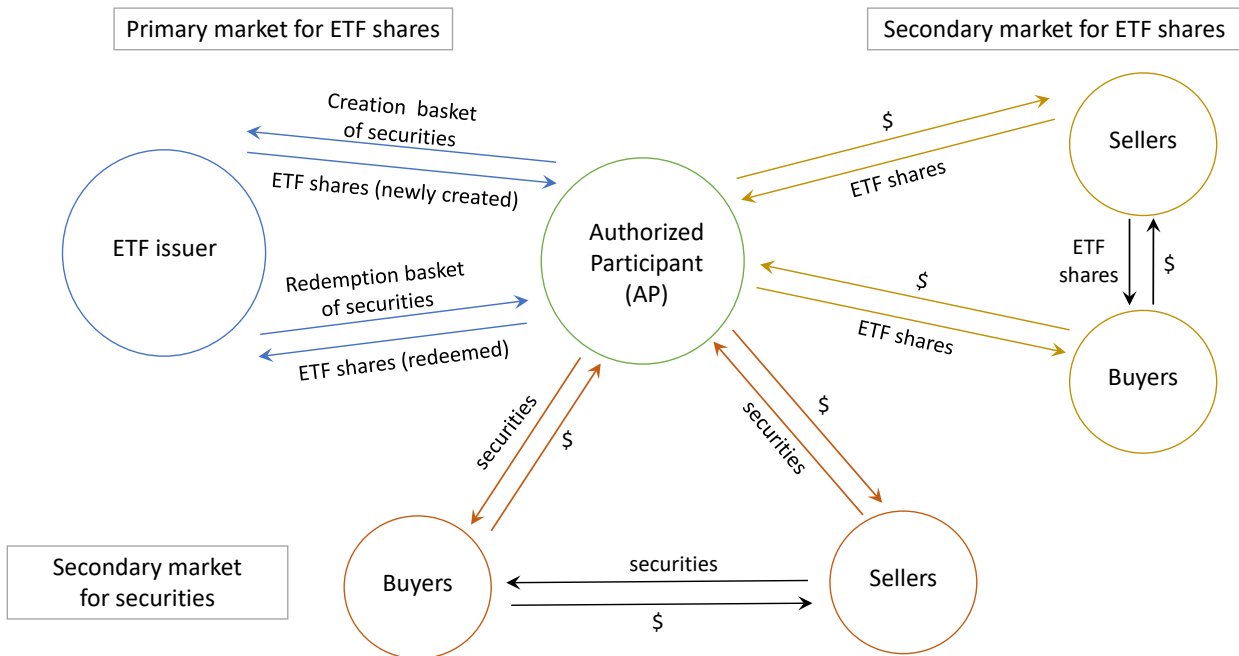 Primary market for ETF shares
Secondary market for ETF shares
Creation basket
of securities
ETF shares (newly created)
$
ETF shares
Sellers
ETF issuer
Authorized
Participant
(AP)
ETF
shares
$
Redemption basket
of securities
ETF shares (redeemed)
$
ETF shares
Buyers
securities
$
$
securities
Secondary market
for securities
Buyers
securities
$
Sellers